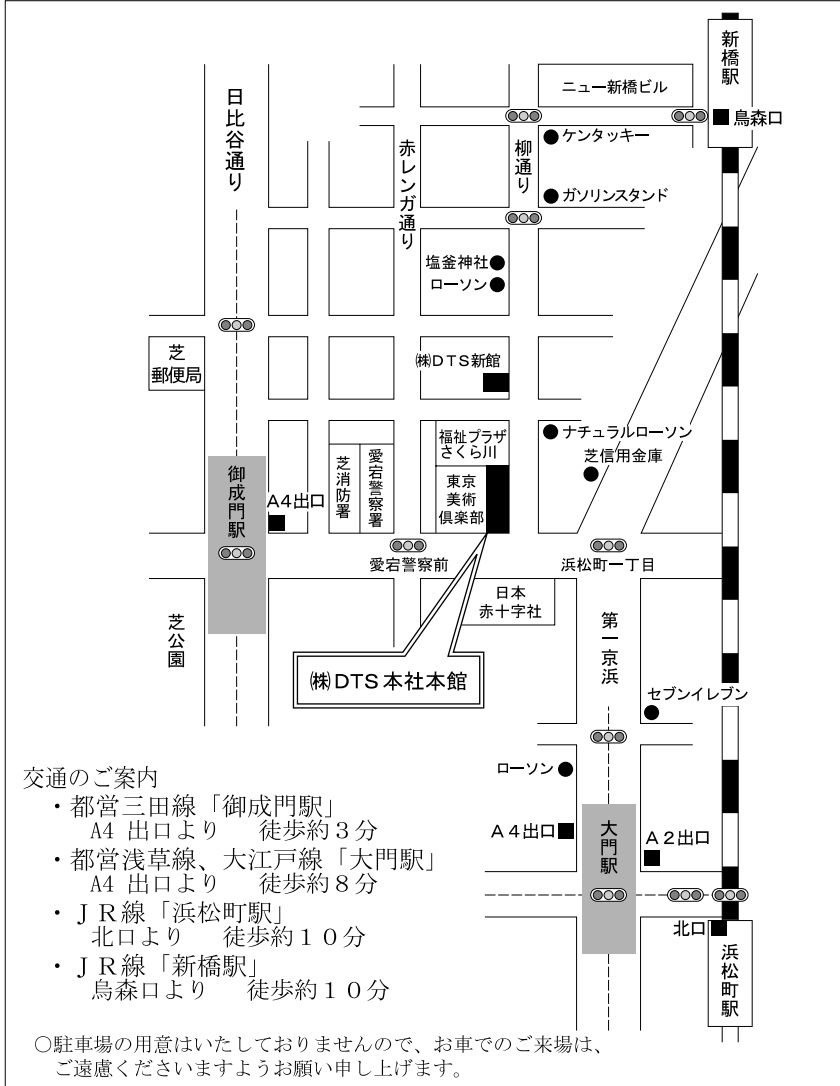 新橋駅
ニュー新橋ビル
烏森口
日比谷通り
赤レンガ通り
柳通り
ケンタッキー
ガソリンスタンド
塩釜神社
ローソン
芝
郵便局
㈱DTS新館
福祉プラザ
さくら川
ナチュラルローソン
芝信用金庫
御成門駅
A4出口
芝消防署
愛宕警察署
東京
美術
倶楽部
愛宕警察前
浜松町一丁目
日本
赤十字社
芝公園
第一京浜
㈱DTS本社本館
セブンイレブン
ローソン
A4出口
大門駅
A2出口
北口
浜松町駅
交通のご案内
・都営三田線「御成門駅」
A4 出口より　徒歩約３分
・都営浅草線、大江戸線「大門駅」
A4 出口より　徒歩約８分
・ＪＲ線「浜松町駅」
北口より　徒歩約１０分
・ＪＲ線「新橋駅」
烏森口より　徒歩約１０分
○駐車場の用意はいたしておりませんので、お車でのご来場は、
ご遠慮くださいますようお願い申し上げます。